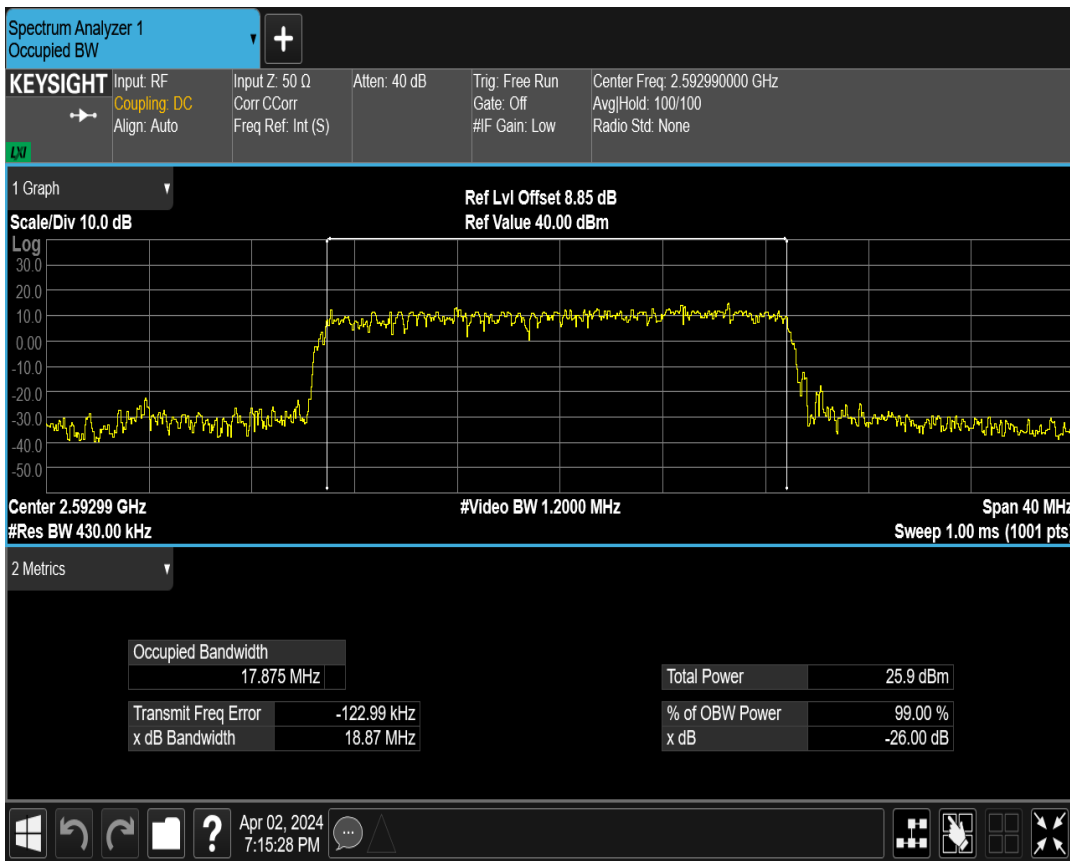 Spectrum Analyzer 1
Occupied BW
+
KEYSIGHT
LXI
Input: RF
Coupling: DC
Align: Auto
Input Z: 50 Ω
Corr CCorr
Freq Ref: Int (S)
Atten: 40 dB
Trig: Free Run
Gate: Off
#IF Gain: Low
Center Freq: 2.592990000 GHz
Avg|Hold: 100/100
Radio Std: None
1 Graph
Scale/Div 10.0 dB
Ref Lvl Offset 8.85 dB
Ref Value 40.00 dBm
Log
30.0
20.0
10.0
0.00
-10.0
-20.0
-30.0
-40.0
-50.0
Center 2.59299 GHz
#Video BW 1.2000 MHz
Span 40 MHz
#Res BW 430.00 kHz
Sweep 1.00 ms (1001 pts)
2 Metrics
Occupied Bandwidth
17.875 MHz
Transmit Freq Error -122.99 kHz
x dB Bandwidth 18.87 MHz
Total Power 25.9 dBm
% of OBW Power 99.00 %
x dB -26.00 dB
?
Apr 02, 2024
7:15:28 PM